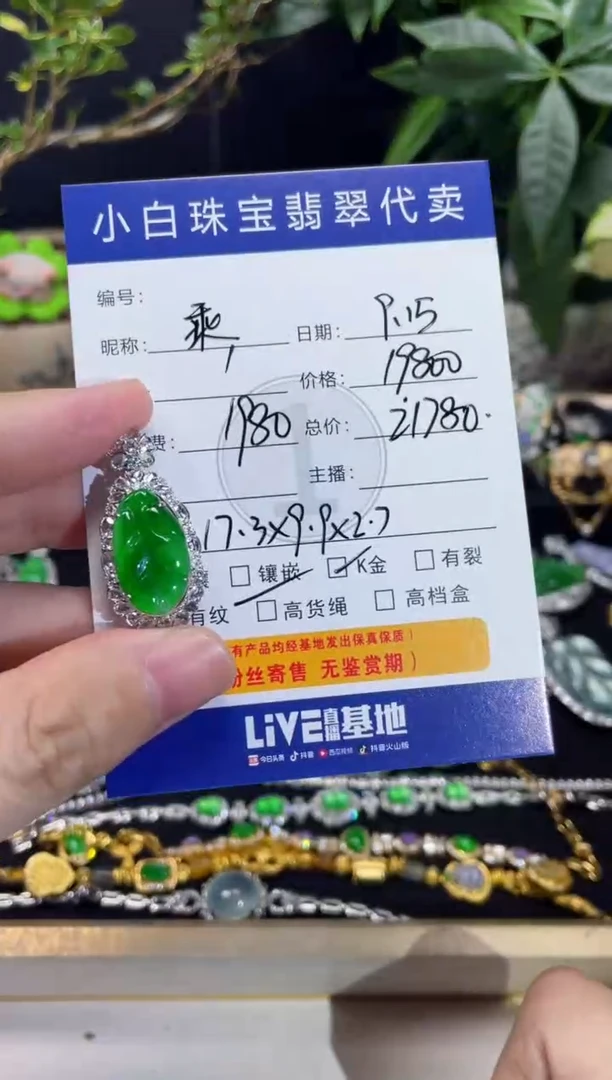 小白珠宝翡翠代卖
编号：
昵称： 乘, 日期： 9.15
价格： 19800
费： 1980 总价： 21780.
主播：
17.3×9.9×2.7
镶嵌 K金 有裂
有纹 高货绳 高档盒
有产品均经基地发出保真保质）
粉丝寄售 无鉴赏期）
LiVE直播基地
今日头条 抖音 西瓜视频 抖音火山版